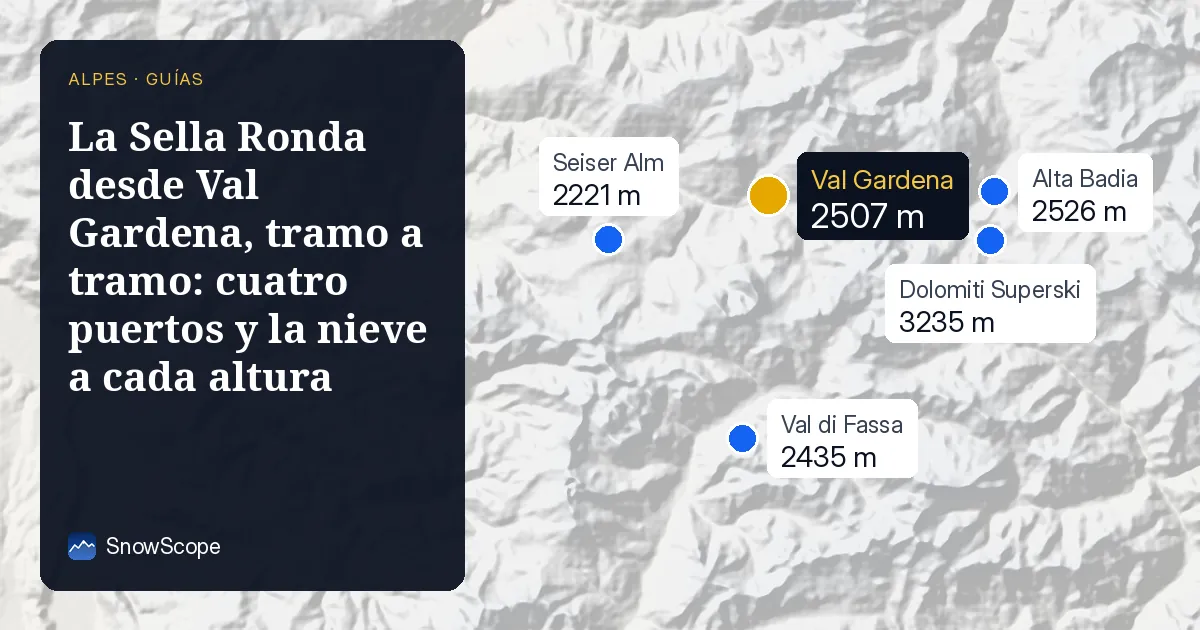 ALPES · GUÍAS
La Sella Ronda
desde Val
Gardena, tramo a
tramo: cuatro
puertos y la nieve
a cada altura
SnowScope
Seiser Alm
2221 m
Val Gardena
2507 m
Alta Badia
2526 m
Dolomiti Superski
3235 m
Val di Fassa
2435 m